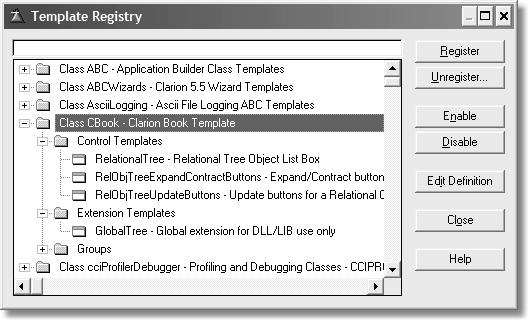 Template Registry
Class ABC - Application Builder Class Templates
Class ABCWizards - Clarion 5.5 Wizard Templates
Class AsciiLogging - Ascii File Logging ABC Templates
Class CBook - Clarion Book Template
Control Templates
RelationalTree - Relational Tree Object List Box
RelObjTreeExpandContractButtons - Expand/Contract button
RelObjTreeUpdateButtons - Update buttons for a Relational O
Extension Templates
GlobalTree - Global extension for DLL/LIB use only
Groups
Class cciProfilerDebugger - Profiling and Debugging Classes - CCIPR
Register
Unregister...
Enable
Disable
Edit Definition
Close
Help